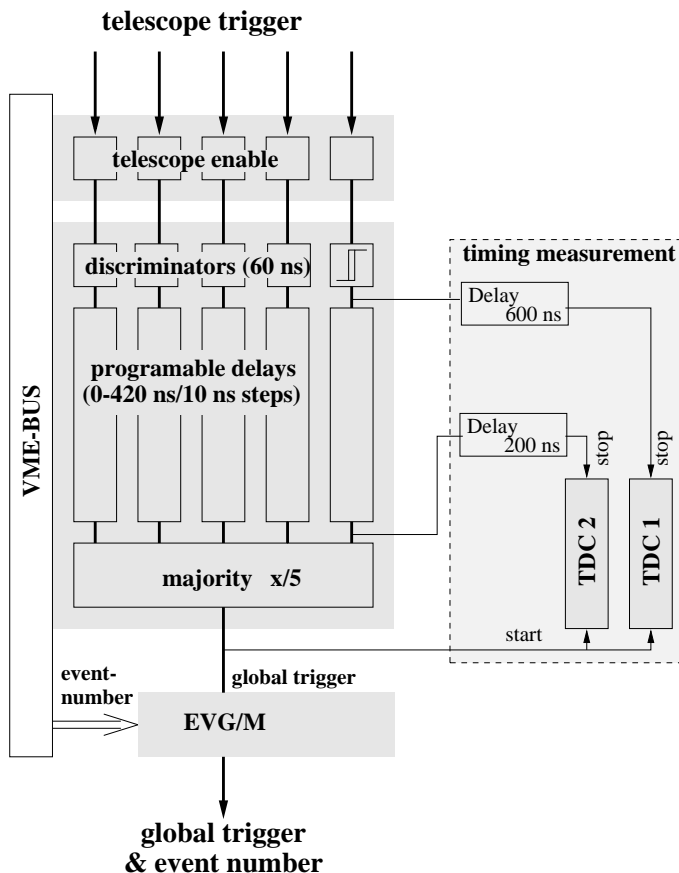 telescope trigger
telescope enable
discriminators (60 ns)
timing measurement
Delay
600 ns
programable delays
(0-420 ns/10 ns steps)
VME-BUS
Delay
200 ns
stop
stop
TDC 2
TDC 1
majority x/5
start
event-
number
global trigger
EVG/M
global trigger
& event number